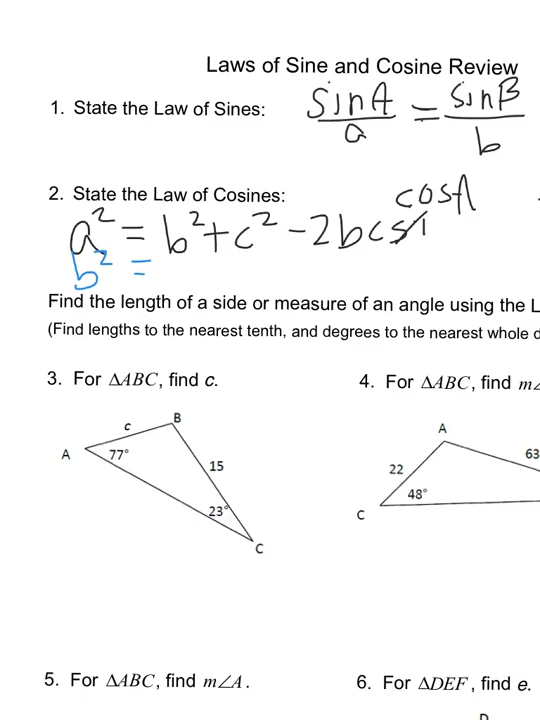 Laws of Sine and Cosine Review
1. State the Law of Sines: sinA/a = sinB/b
2. State the Law of Cosines:
a² = b² + c² - 2bc cosA
b² =
Find the length of a side or measure of an angle using the L
(Find lengths to the nearest tenth, and degrees to the nearest whole d
3. For ΔABC, find c.
4. For ΔABC, find m∠
B
c
A
77°
15
23°
C
A
63
22
48°
C
5. For ΔABC, find m∠A.
6. For ΔDEF, find e.
D